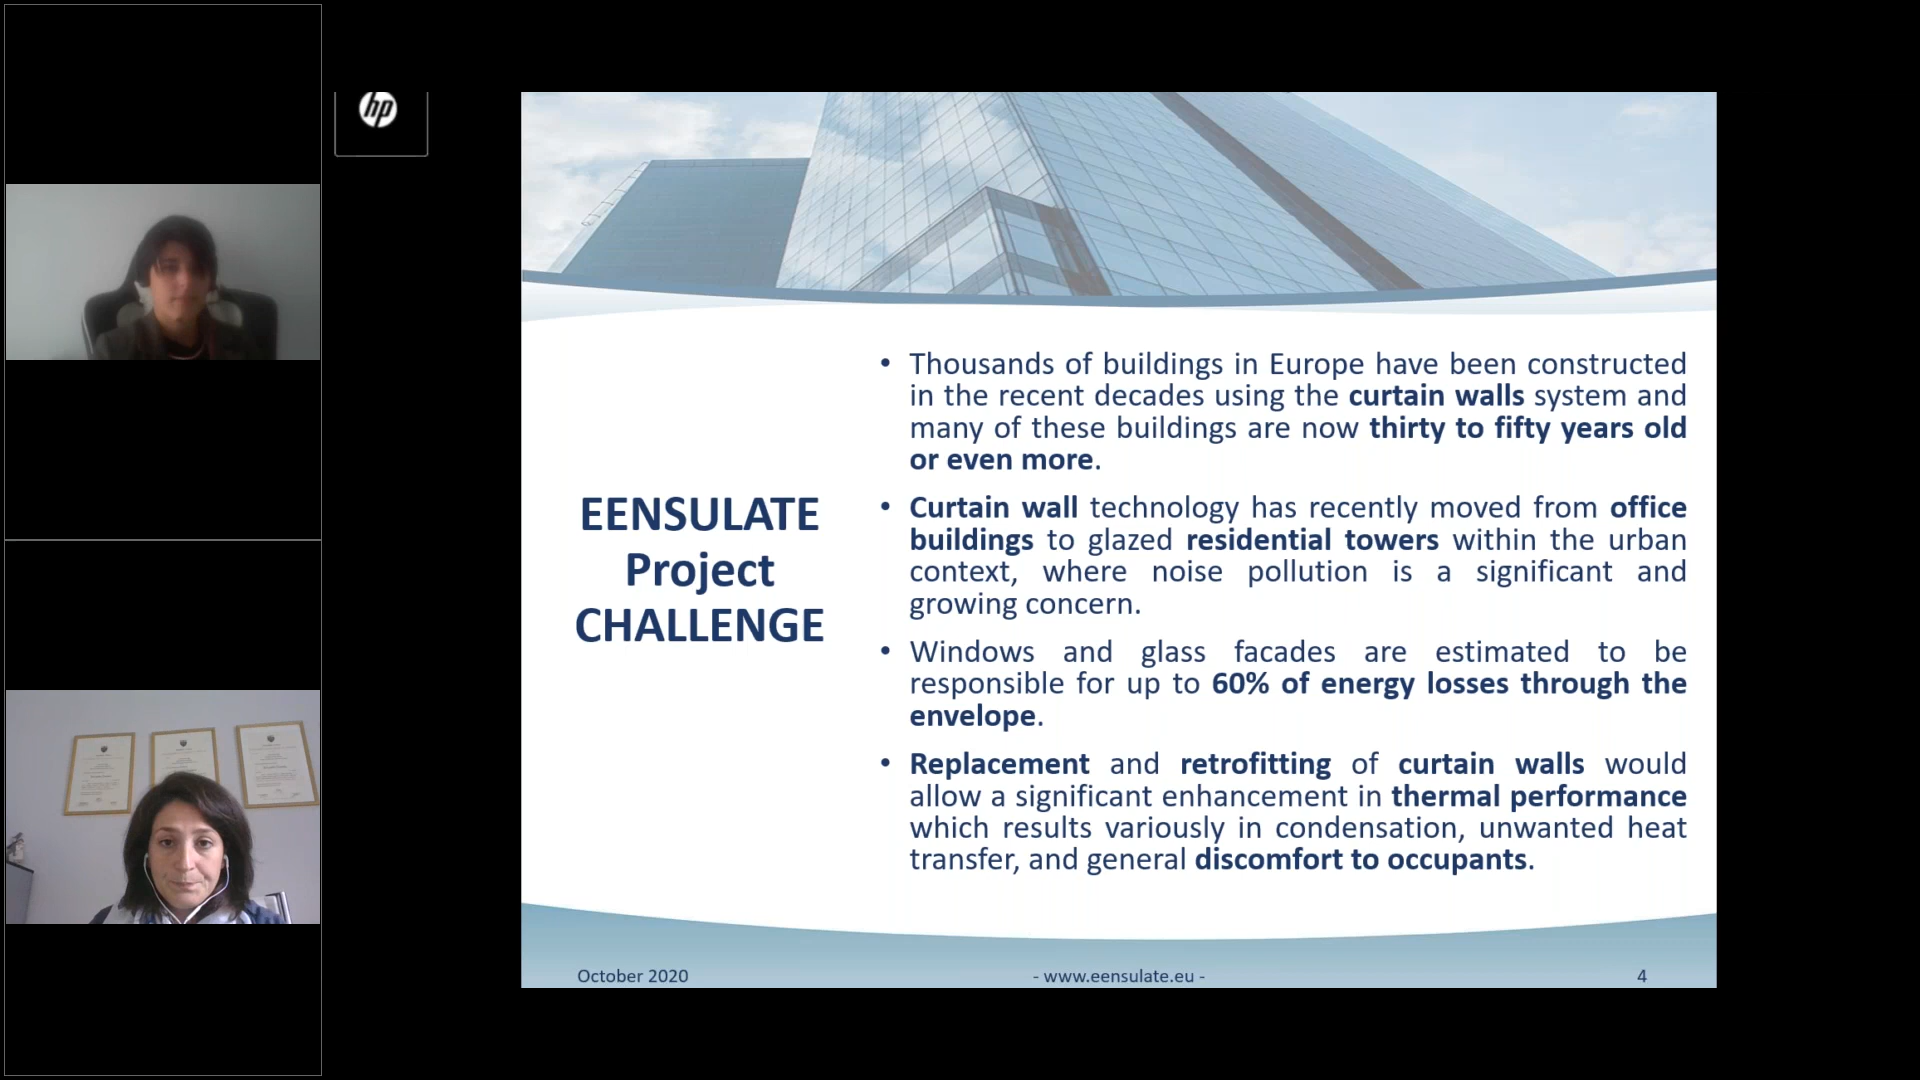 hp
EENSULATE
Project
CHALLENGE
• Thousands of buildings in Europe have been constructed
in the recent decades using the curtain walls system and
many of these buildings are now thirty to fifty years old
or even more.
• Curtain wall technology has recently moved from office
buildings to glazed residential towers within the urban
context, where noise pollution is a significant and
growing concern.
• Windows and glass facades are estimated to be
responsible for up to 60% of energy losses through the
envelope.
• Replacement and retrofitting of curtain walls would
allow a significant enhancement in thermal performance
which results variously in condensation, unwanted heat
transfer, and general discomfort to occupants.
October 2020
- www.eensulate.eu -
4